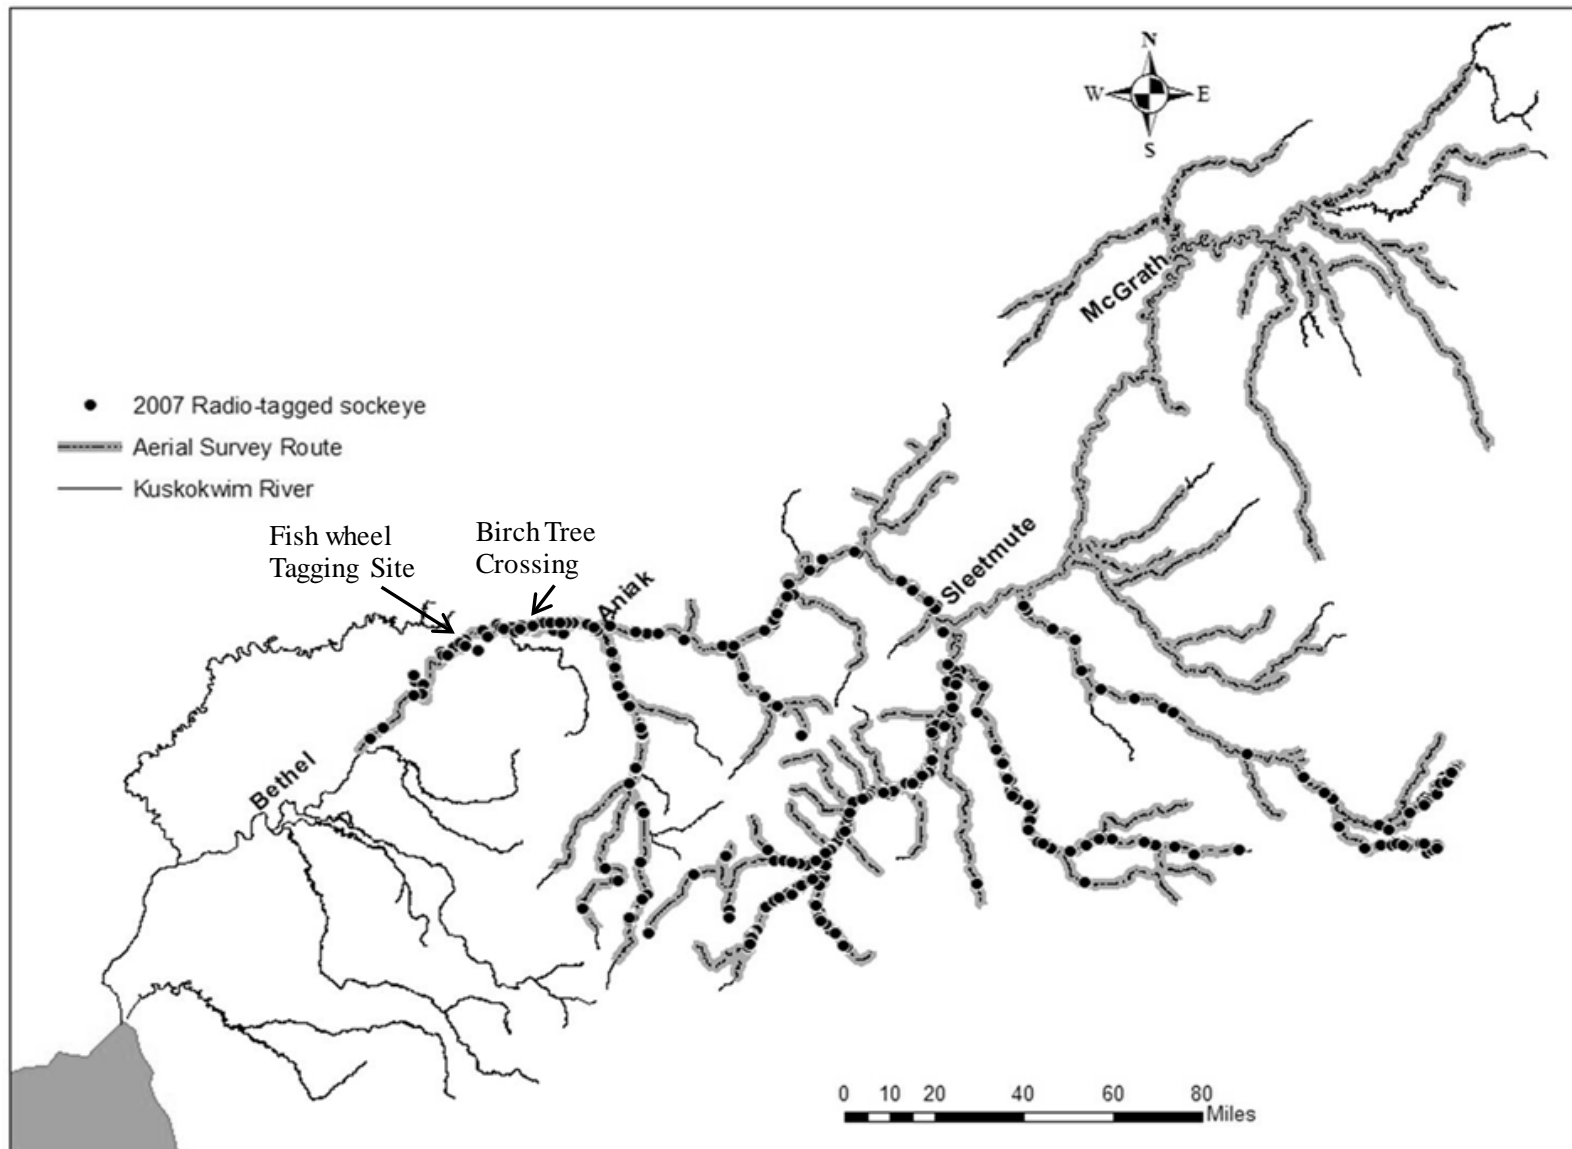 N
W E
S
McGrath
2007 Radio-tagged sockeye
Aerial Survey Route
Kuskokwim River
Fish wheel
Tagging Site
Birch Tree
Crossing
Aniak
Sleetmute
Bethel
0 10 20 40 60 80
Miles